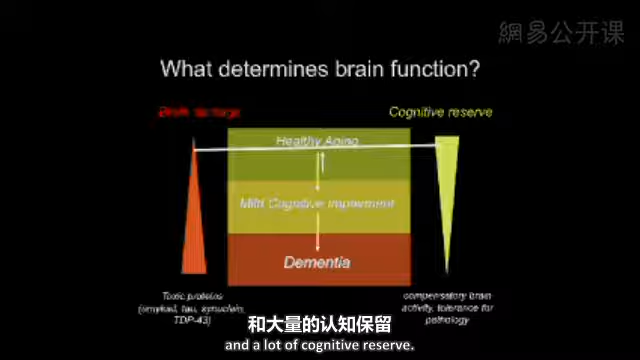 網易公开课
What determines brain function?
Brain damage
Cognitive reserve
Healthy Aging
Mild Cognitive Impairment
Dementia
Toxic proteins
(amyloid, tau, synuclein,
TDP-43)
compensatory brain
activity, tolerance for
pathology
和大量的认知保留
and a lot of cognitive reserve.